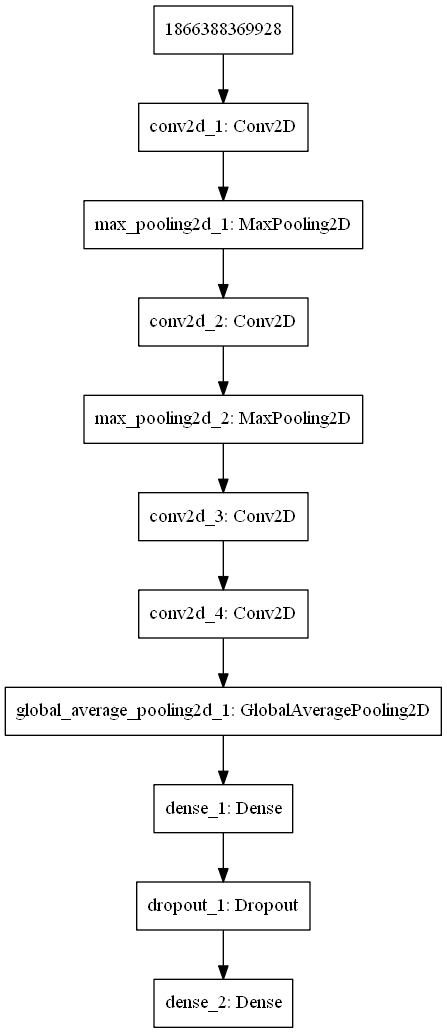 1866388369928
conv2d_1: Conv2D
max_pooling2d_1: MaxPooling2D
conv2d_2: Conv2D
max_pooling2d_2: MaxPooling2D
conv2d_3: Conv2D
conv2d_4: Conv2D
global_average_pooling2d_1: GlobalAveragePooling2D
dense_1: Dense
dropout_1: Dropout
dense_2: Dense